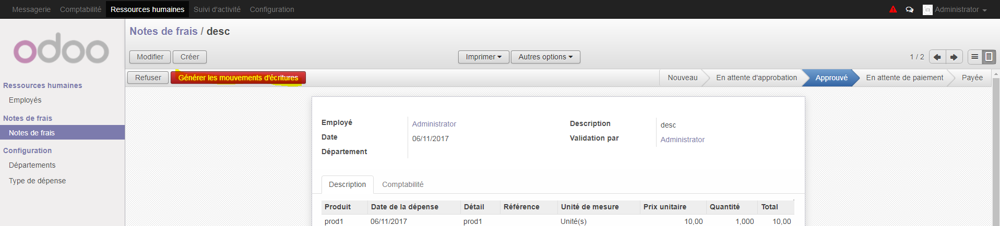 Messagerie Comptabilité Ressources humaines Suivi d'activité Configuration Administrator
odoo
Notes de frais / desc
Modifier Créer Imprimer Autres options 1 / 2
Refuser Générer les mouvements d'écritures Nouveau En attente d'approbation Approuvé En attente de paiement Payée
Ressources humaines
Employés
Notes de frais
Notes de frais
Configuration
Départements
Type de dépense
Employé Administrator Description desc
Date 06/11/2017 Validation par Administrator
Département
Description Comptabilité
Produit Date de la dépense Détail Référence Unité de mesure Prix unitaire Quantité Total
prod1 06/11/2017 prod1 Unité(s) 10,00 1,000 10,00